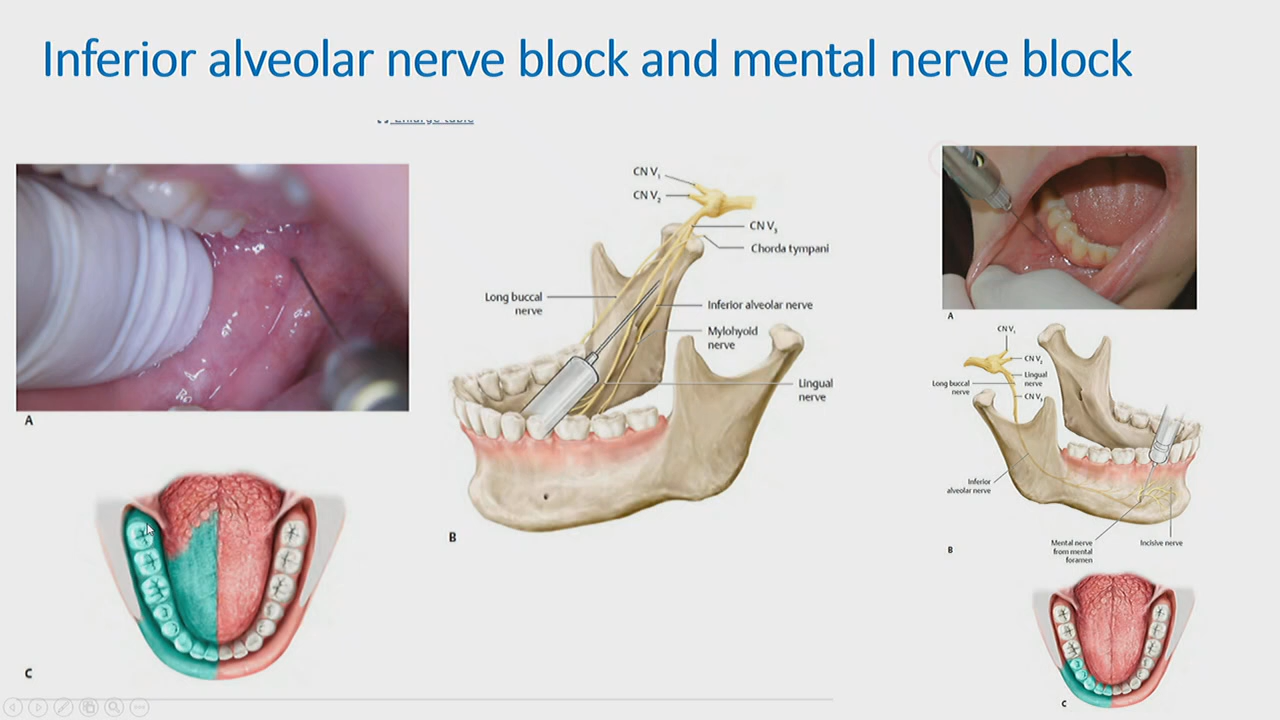 Inferior alveolar nerve block and mental nerve block
Enlarge table
A
CN V₁
CN V₂
CN V₃
Chorda tympani
Long buccal
nerve
Inferior alveolar nerve
Mylohyoid
nerve
Lingual
nerve
B
C
A
CN V₁
CN V₂
Lingual
nerve
Long buccal
nerve
CN V₃
Inferior
alveolar nerve
Mental nerve
from mental
foramen
Incisive nerve
B
C